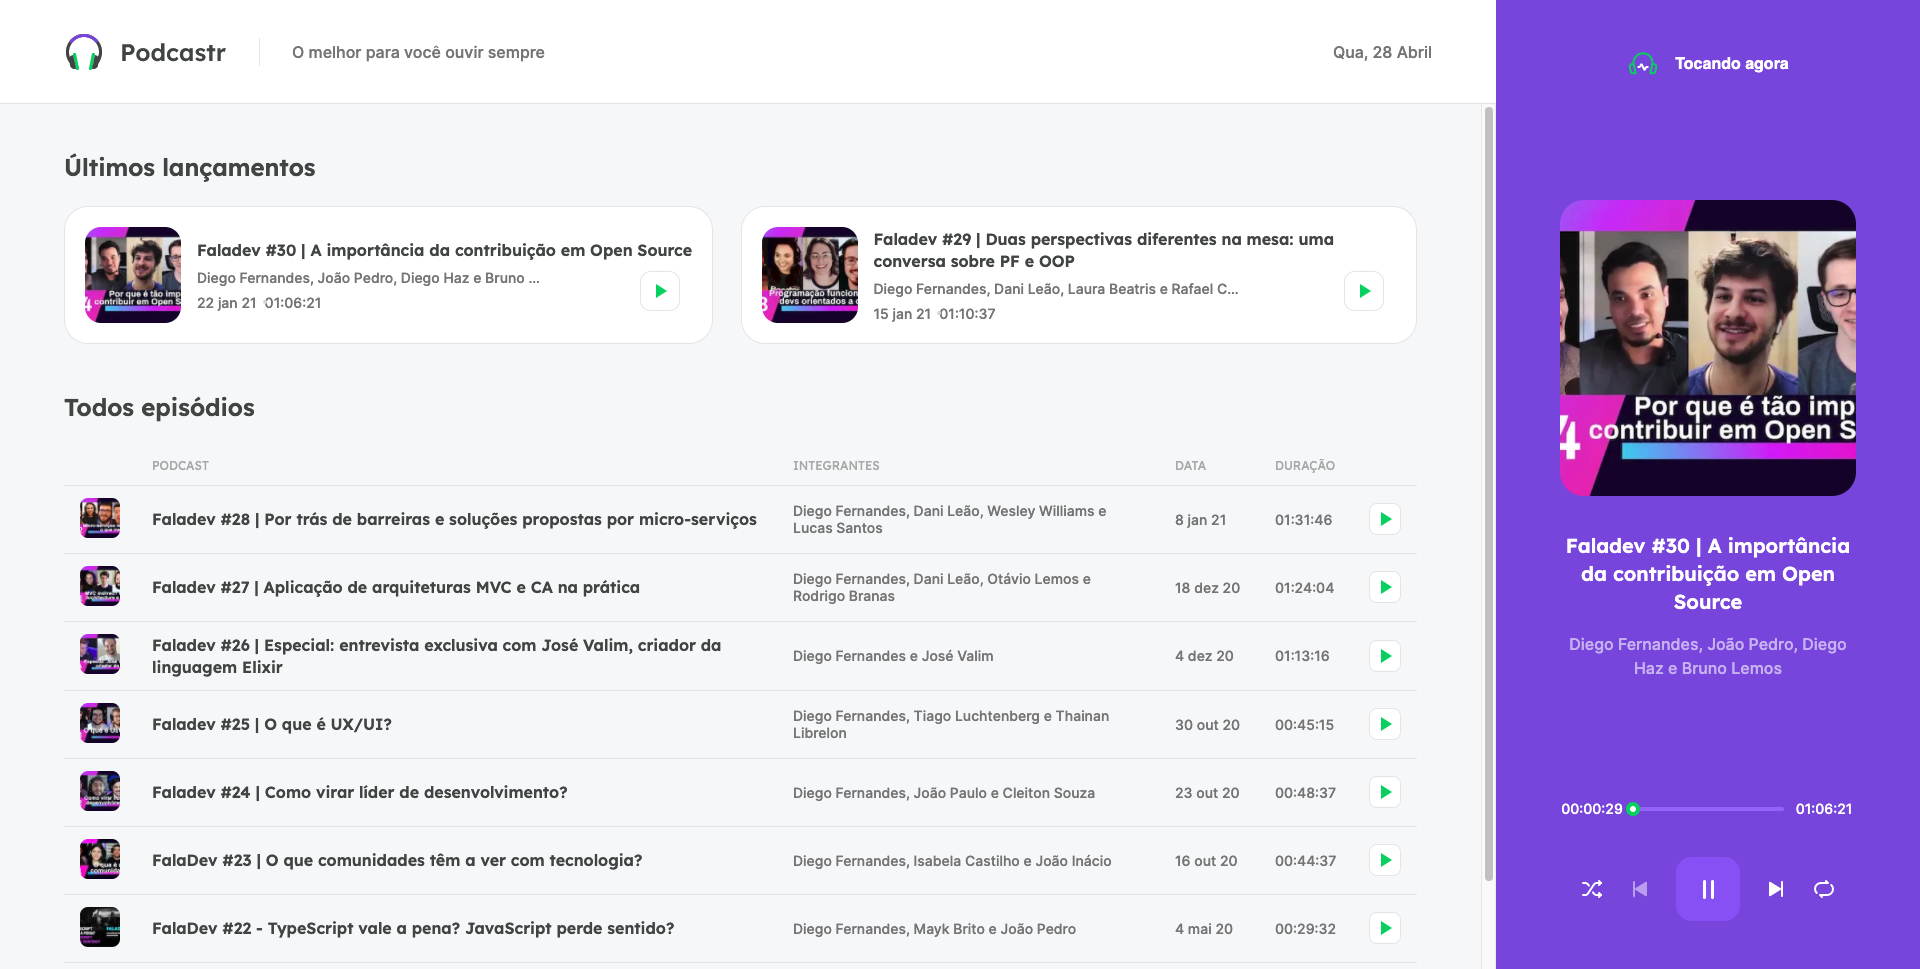 Podcastr
O melhor para você ouvir sempre
Qua, 28 Abril
Tocando agora
Últimos lançamentos
Faladev #30 | A importância da contribuição em Open Source
Diego Fernandes, João Pedro, Diego Haz e Bruno ...
22 jan 21 01:06:21
Por que é tão imp
contribuir em Open S
Faladev #29 | Duas perspectivas diferentes na mesa: uma
conversa sobre PF e OOP
Diego Fernandes, Dani Leão, Laura Beatris e Rafael C...
15 jan 21 01:10:37
Programação funcion
devs orientados a
Todos episódios
PODCAST INTEGRANTES DATA DURAÇÃO
Faladev #28 | Por trás de barreiras e soluções propostas por micro-serviços
Diego Fernandes, Dani Leão, Wesley Williams e
Lucas Santos
8 jan 21
01:31:46
Faladev #27 | Aplicação de arquiteturas MVC e CA na prática
Diego Fernandes, Dani Leão, Otávio Lemos e
Rodrigo Branas
18 dez 20
01:24:04
Faladev #26 | Especial: entrevista exclusiva com José Valim, criador da
linguagem Elixir
Diego Fernandes e José Valim
4 dez 20
01:13:16
Faladev #25 | O que é UX/UI?
Diego Fernandes, Tiago Luchtenberg e Thainan
Librelon
30 out 20
00:45:15
Faladev #24 | Como virar líder de desenvolvimento?
Diego Fernandes, João Paulo e Cleiton Souza
23 out 20
00:48:37
FalaDev #23 | O que comunidades têm a ver com tecnologia?
Diego Fernandes, Isabela Castilho e João Inácio
16 out 20
00:44:37
FalaDev #22 - TypeScript vale a pena? JavaScript perde sentido?
Diego Fernandes, Mayk Brito e João Pedro
4 mai 20
00:29:32
Por que é tão imp
4 contribuir em Open S
Faladev #30 | A importância
da contribuição em Open
Source
Diego Fernandes, João Pedro, Diego
Haz e Bruno Lemos
00:00:29
01:06:21